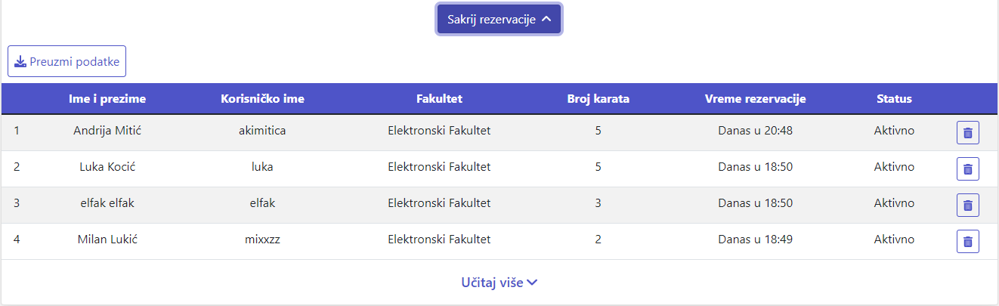 Sakrij rezervacije
Preuzmi podatke
Ime i prezime Korisničko ime Fakultet Broj karata Vreme rezervacije Status
1 Andrija Mitić akimitica Elektronski Fakultet 5 Danas u 20:48 Aktivno
2 Luka Kocić luka Elektronski Fakultet 5 Danas u 18:50 Aktivno
3 elfak elfak elfak Elektronski Fakultet 3 Danas u 18:50 Aktivno
4 Milan Lukić mixxzz Elektronski Fakultet 2 Danas u 18:49 Aktivno
Učitaj više